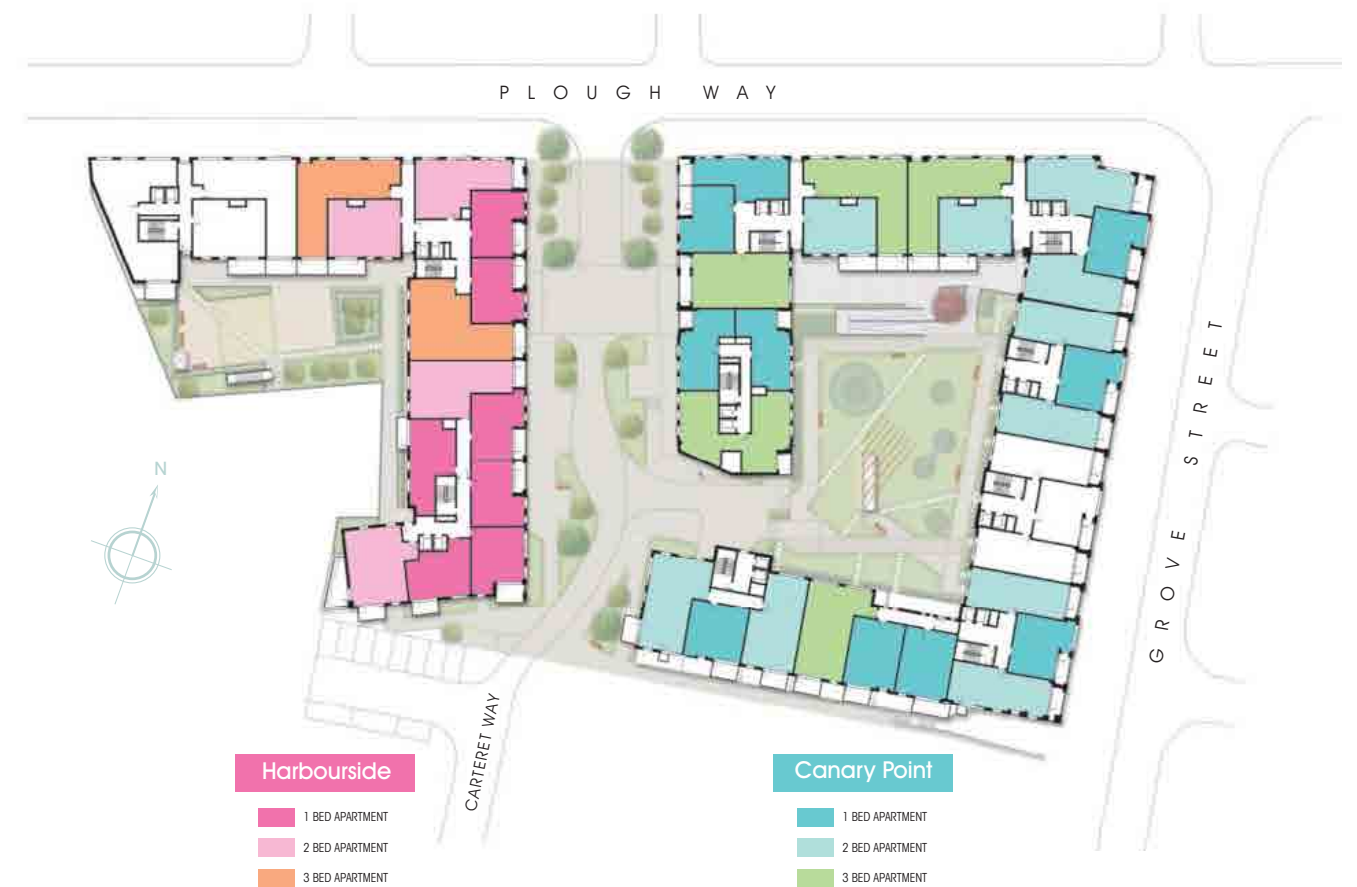 PLOUGH WAY
GROVE STREET
N
CARTERET WAY
Harbourside
1 BED APARTMENT
2 BED APARTMENT
3 BED APARTMENT
Canary Point
1 BED APARTMENT
2 BED APARTMENT
3 BED APARTMENT